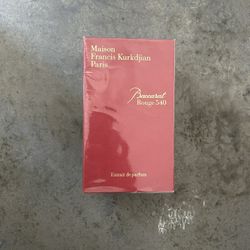 Maison
Francis Kurkdjian
Paris
Baccarat
Rouge 540
Extrait de parfum